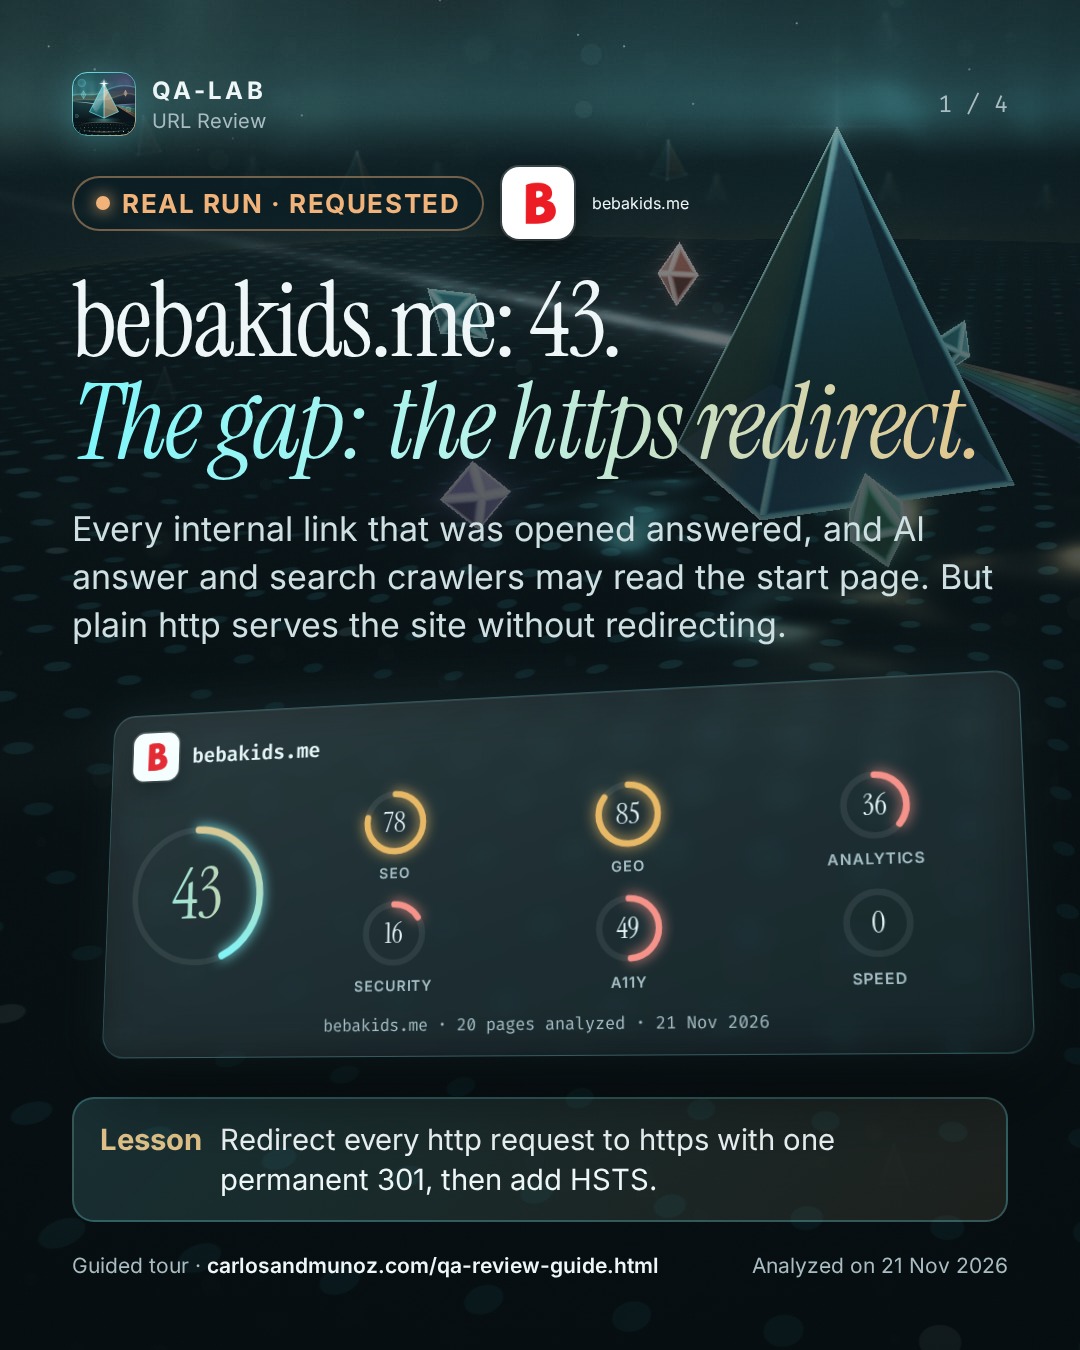 QA-LAB
URL Review
1 / 4
REAL RUN · REQUESTED
B
bebakids.me
bebakids.me: 43.
The gap: the https redirect.
Every internal link that was opened answered, and AI
answer and search crawlers may read the start page. But
plain http serves the site without redirecting.
B
bebakids.me
43
78
SEO
85
GEO
36
ANALYTICS
16
SECURITY
49
A11Y
0
SPEED
bebakids.me · 20 pages analyzed · 21 Nov 2026
Lesson
Redirect every http request to https with one
permanent 301, then add HSTS.
Guided tour · carlosandmunoz.com/qa-review-guide.html
Analyzed on 21 Nov 2026